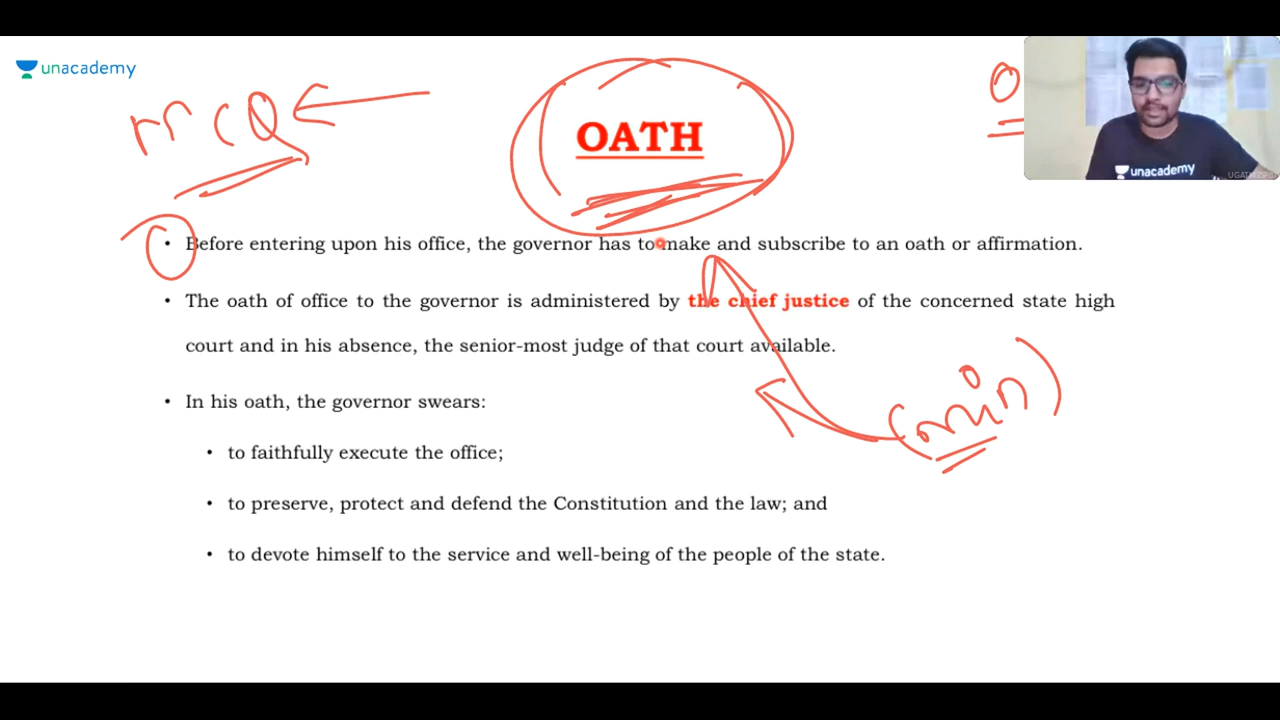 unacademy
mcQ
OATH
unacademy
Before entering upon his office, the governor has to make and subscribe to an oath or affirmation.
The oath of office to the governor is administered by the chief justice of the concerned state high
court and in his absence, the senior-most judge of that court available.
In his oath, the governor swears:
to faithfully execute the office;
to preserve, protect and defend the Constitution and the law; and
to devote himself to the service and well-being of the people of the state.